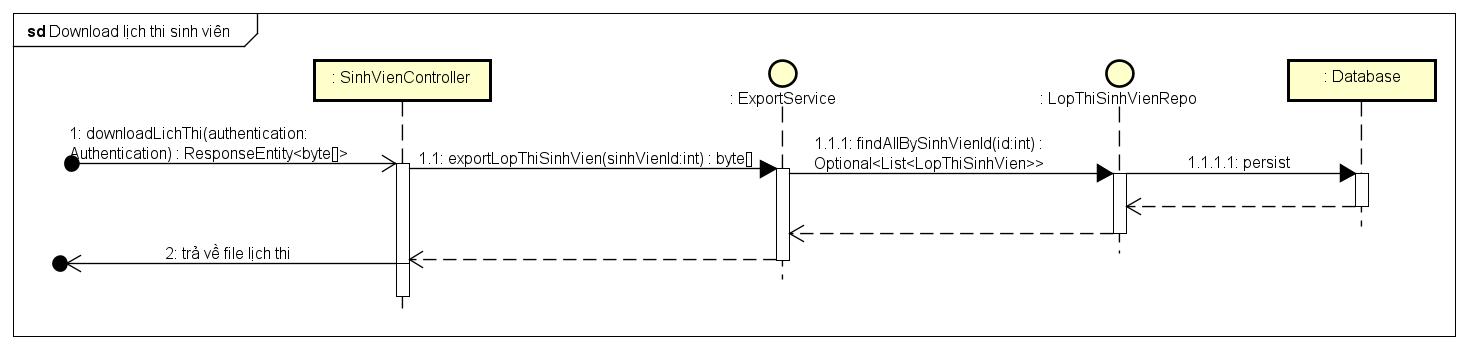 sd Download lịch thi sinh viên
: SinhVienController
: ExportService
: LopThiSinhVienRepo
: Database
1: downloadLichThi(authentication:
Authentication) : ResponseEntity<byte[]>
1.1: exportLopThiSinhVien(sinhVienId:int) : byte[]
1.1.1: findAllBySinhVienId(id:int) :
Optional<List<LopThiSinhVien>>
1.1.1.1: persist
2: trả về file lịch thi